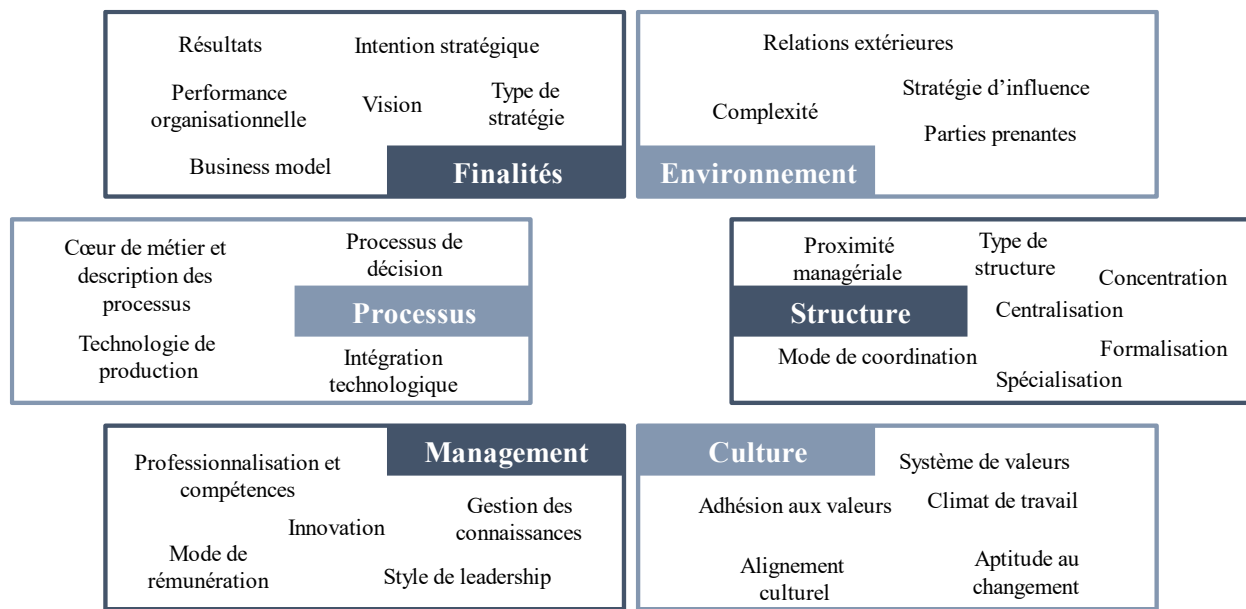 Résultats
Intention stratégique
Performance
organisationnelle
Vision
Type de
stratégie
Business model
Finalités
Relations extérieures
Complexité
Stratégie d’influence
Parties prenantes
Environnement
Cœur de métier et
description des
processus
Processus de
décision
Processus
Technologie de
production
Intégration
technologique
Proximité
managériale
Type de
structure
Concentration
Structure
Centralisation
Mode de coordination
Formalisation
Spécialisation
Management
Professionnalisation et
compétences
Innovation
Gestion des
connaissances
Mode de
rémunération
Style de leadership
Culture
Système de valeurs
Adhésion aux valeurs
Climat de travail
Alignement
culturel
Aptitude au
changement